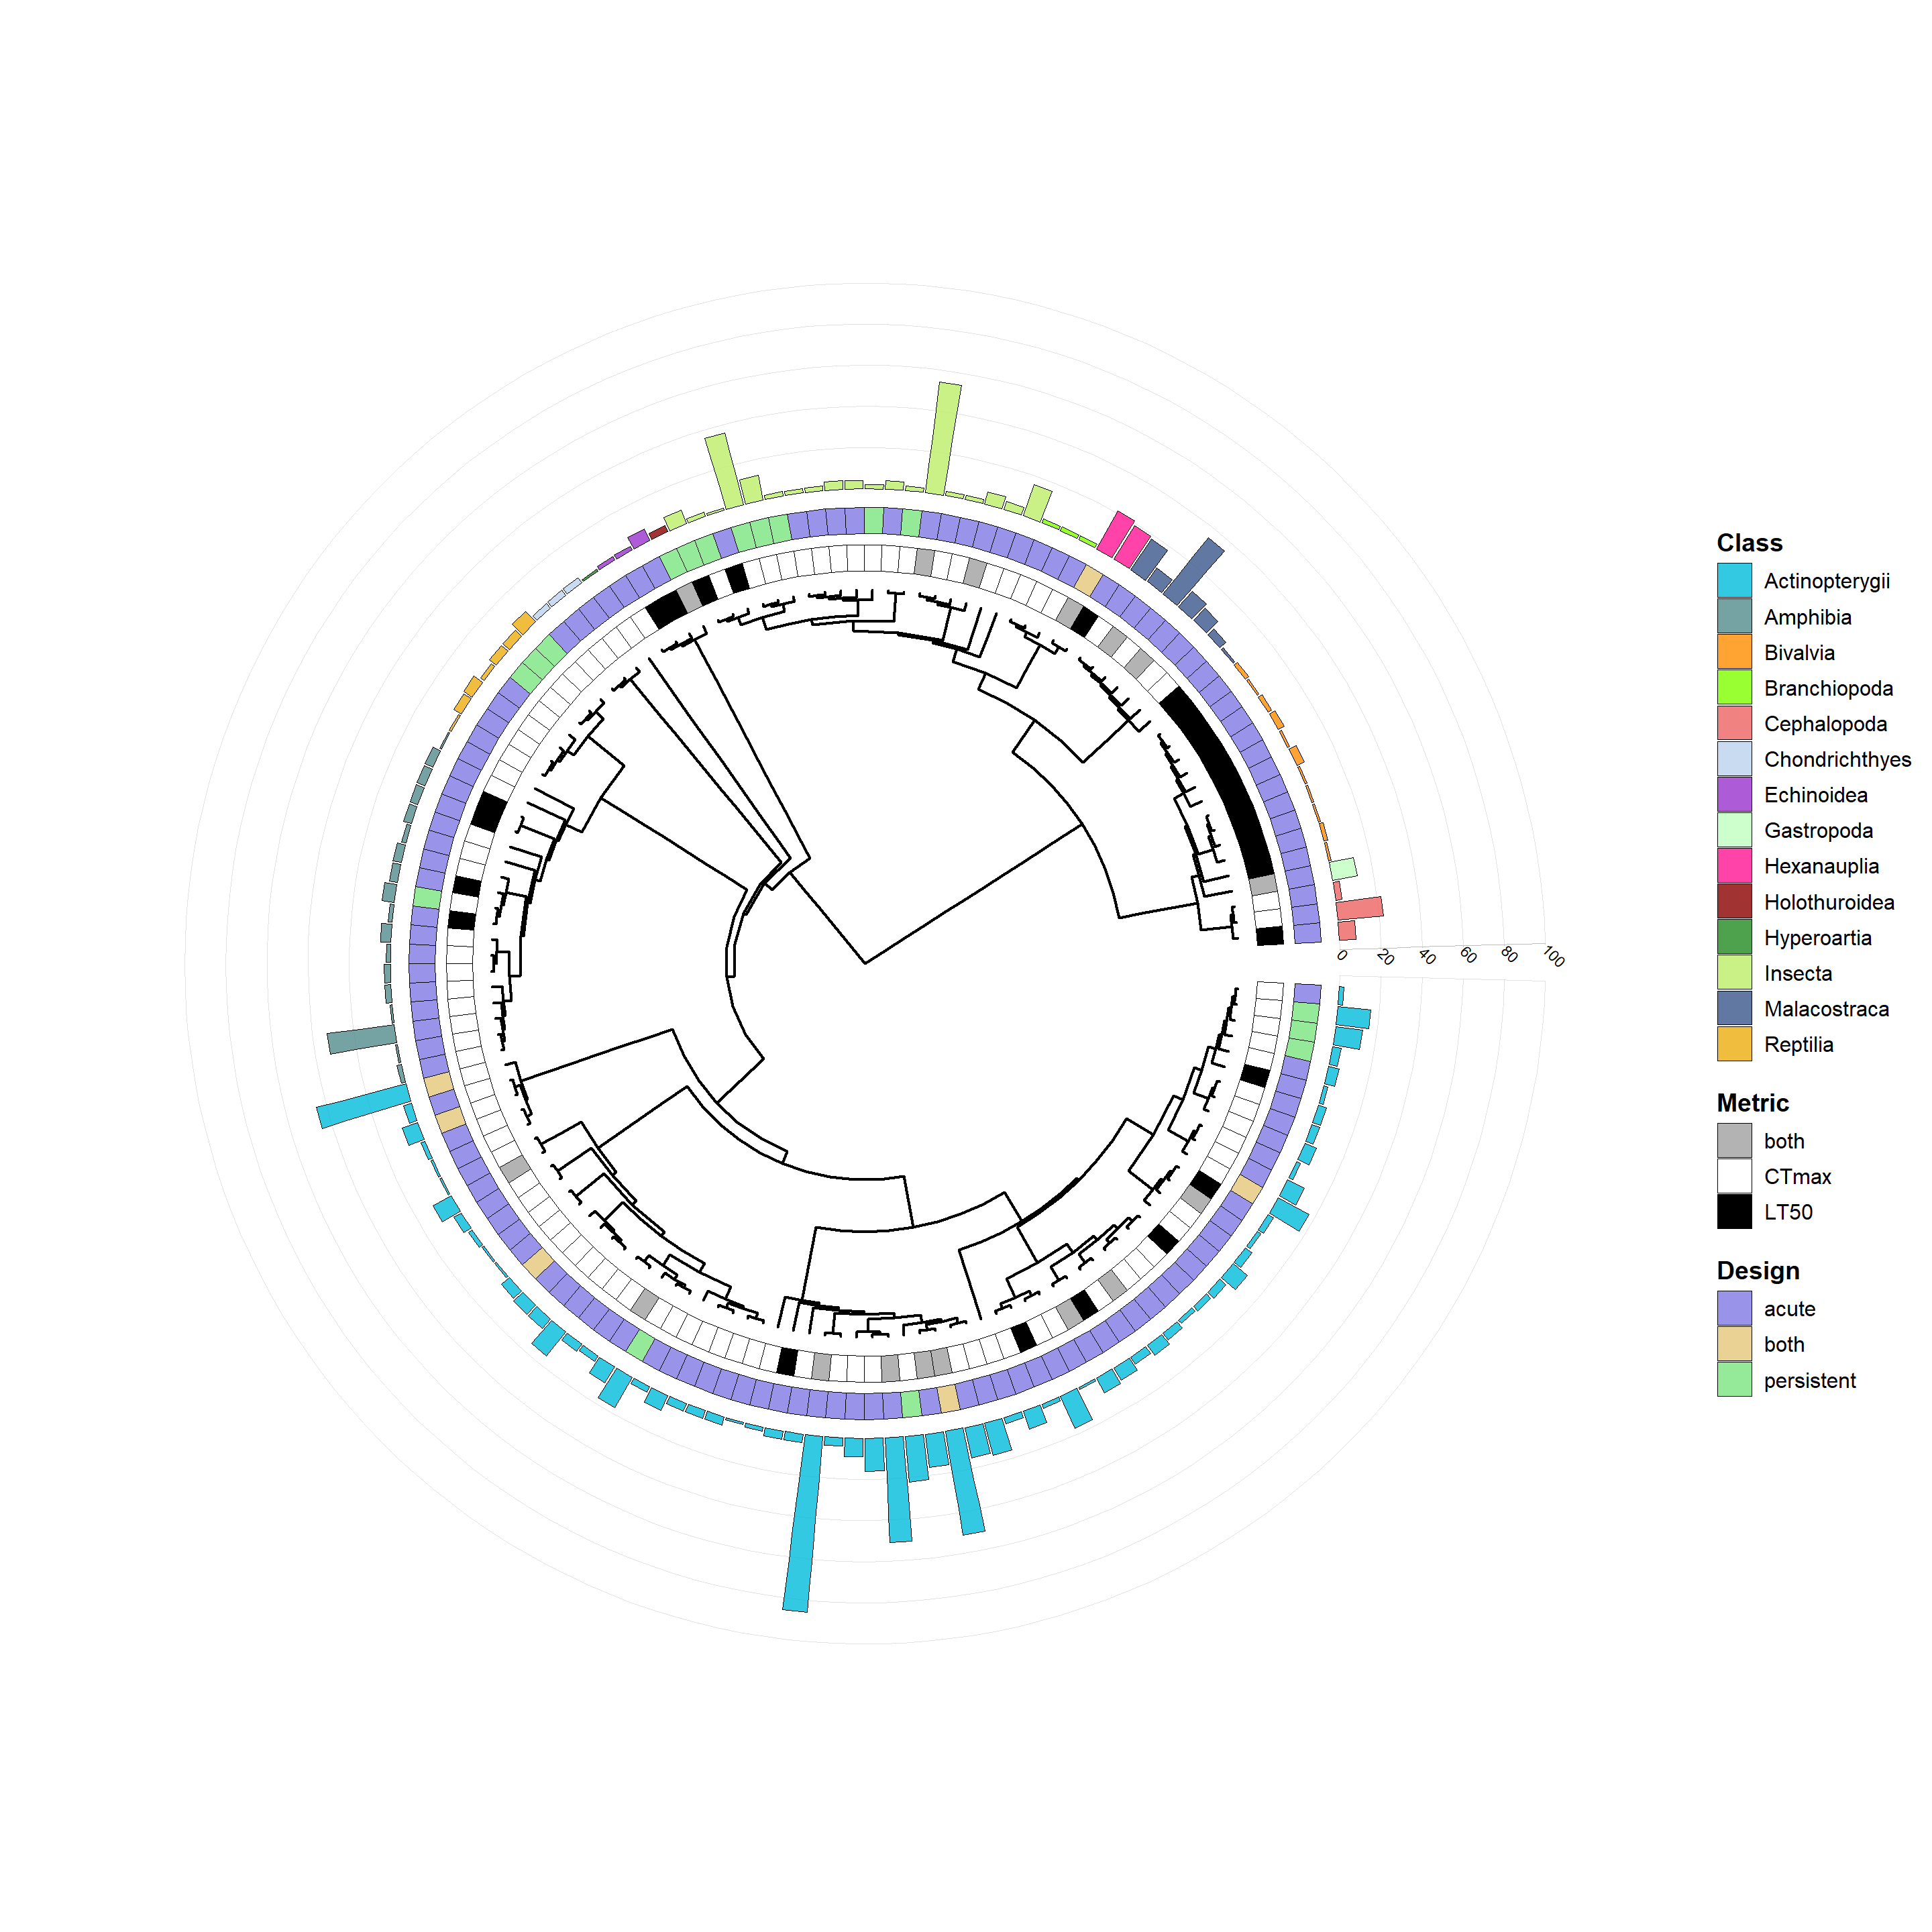 0
20
40
60
80
100
Class
Actinopterygii
Amphibia
Bivalvia
Branchiopoda
Cephalopoda
Chondrichthyes
Echinoidea
Gastropoda
Hexanauplia
Holothuroidea
Hyperoartia
Insecta
Malacostraca
Reptilia
Metric
both
CTmax
LT50
Design
acute
both
persistent